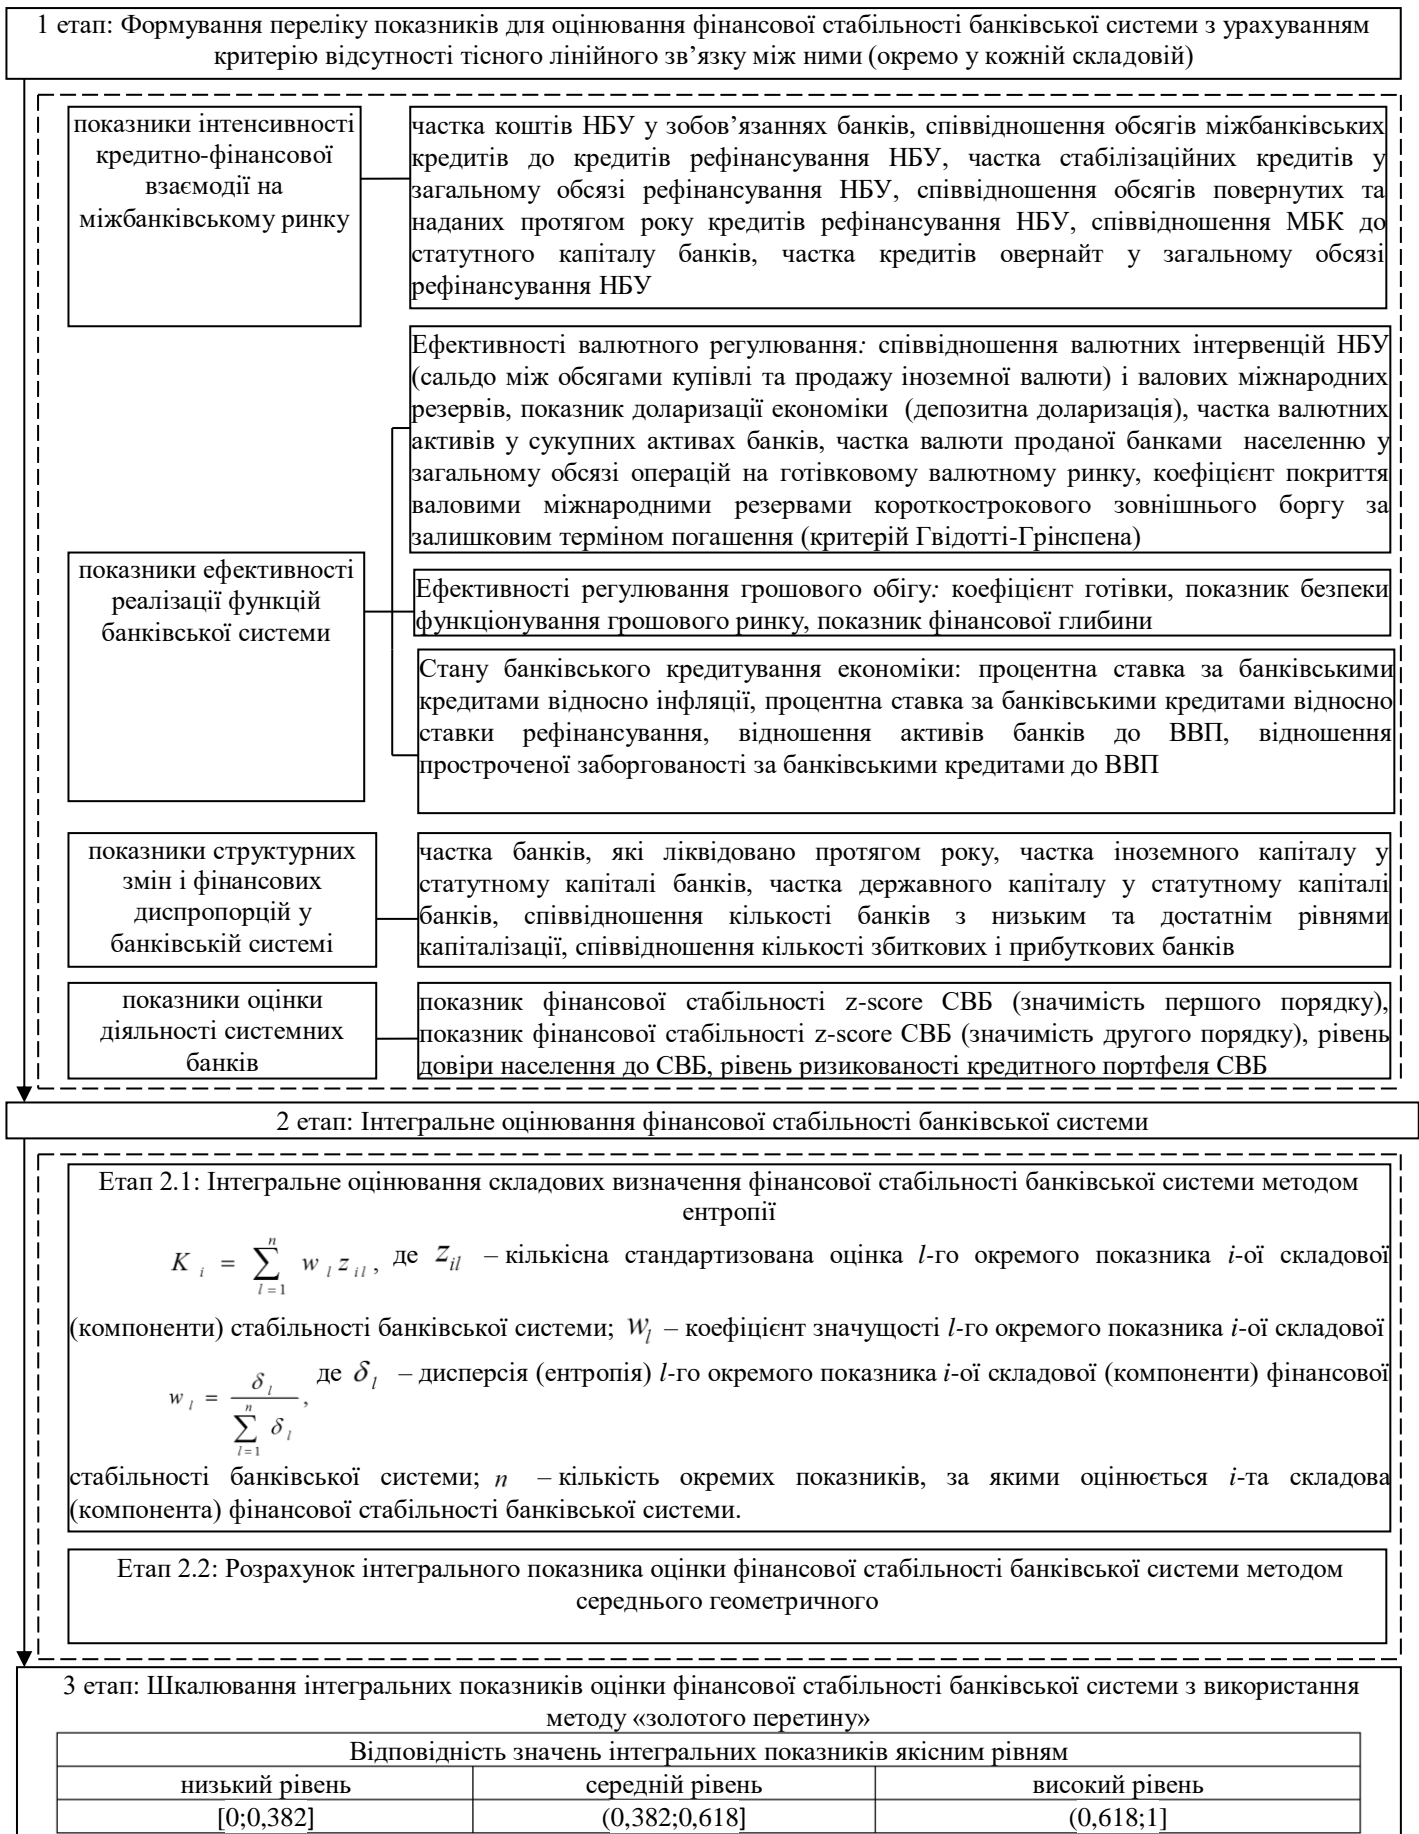 1 етап: Формування переліку показників для оцінювання фінансової стабільності банківської системи з урахуванням
критерію відсутності тісного лінійного зв’язку між ними (окремо у кожній складовій)
показники інтенсивності
кредитно-фінансової
взаємодії на
міжбанківському ринку
частка коштів НБУ у зобов’язаннях банків, співвідношення обсягів міжбанківських
кредитів до кредитів рефінансування НБУ, частка стабілізаційних кредитів у
загальному обсязі рефінансування НБУ, співвідношення обсягів повернутих та
наданих протягом року кредитів рефінансування НБУ, співвідношення МБК до
статутного капіталу банків, частка кредитів овернайт у загальному обсязі
рефінансування НБУ
показники ефективності
реалізації функцій
банківської системи
Ефективності валютного регулювання: співвідношення валютних інтервенцій НБУ
(сальдо між обсягами купівлі та продажу іноземної валюти) і валових міжнародних
резервів, показник доларизації економіки (депозитна доларизація), частка валютних
активів у сукупних активах банків, частка валюти проданої банками населенню у
загальному обсязі операцій на готівковому валютному ринку, коефіцієнт покриття
валовими міжнародними резервами короткострокового зовнішнього боргу за
залишковим терміном погашення (критерій Гвідотті-Грінспена)
Ефективності регулювання грошового обігу: коефіцієнт готівки, показник безпеки
функціонування грошового ринку, показник фінансової глибини
Стану банківського кредитування економіки: процентна ставка за банківськими
кредитами відносно інфляції, процентна ставка за банківськими кредитами відносно
ставки рефінансування, відношення активів банків до ВВП, відношення
простроченої заборгованості за банківськими кредитами до ВВП
показники структурних
змін і фінансових
диспропорцій у
банківській системі
частка банків, які ліквідовано протягом року, частка іноземного капіталу у
статутному капіталі банків, частка державного капіталу у статутному капіталі
банків, співвідношення кількості банків з низьким та достатнім рівнями
капіталізації, співвідношення кількості збиткових і прибуткових банків
показники оцінки
діяльності системних
банків
показник фінансової стабільності z-score СВБ (значимість першого порядку),
показник фінансової стабільності z-score СВБ (значимість другого порядку), рівень
довіри населення до СВБ, рівень ризикованості кредитного портфеля СВБ
2 етап: Інтегральне оцінювання фінансової стабільності банківської системи
Етап 2.1: Інтегральне оцінювання складових визначення фінансової стабільності банківської системи методом
ентропії
K_i = \sum_{l=1}^{n} w_l z_{il}, де z_{il} – кількісна стандартизована оцінка l-го окремого показника i-ої складової
(компоненти) стабільності банківська системи; w_l – коефіцієнт значущості l-го окремого показника i-ої складової
w_l = \frac{δ_l}{\sum_{l=1}^{n} δ_l}, де δ_l – дисперсія (ентропія) l-го окремого показника i-ої складової (компоненти) фінансової
стабільності банківської системи; n – кількість окремих показників, за якими оцінюється i-та складова
(компонента) фінансової стабільності банківської системи.
Етап 2.2: Розрахунок інтегрального показника оцінки фінансової стабільності банківської системи методом
середнього геометричного
3 етап: Шкалювання інтегральних показників оцінки фінансової стабільності банківської системи з використання
методу «золотого перетину»
Відповідність значень інтегральних показників якісним рівням
низький рівень середній рівень високий рівень
[0;0,382] (0,382;0,618] (0,618;1]